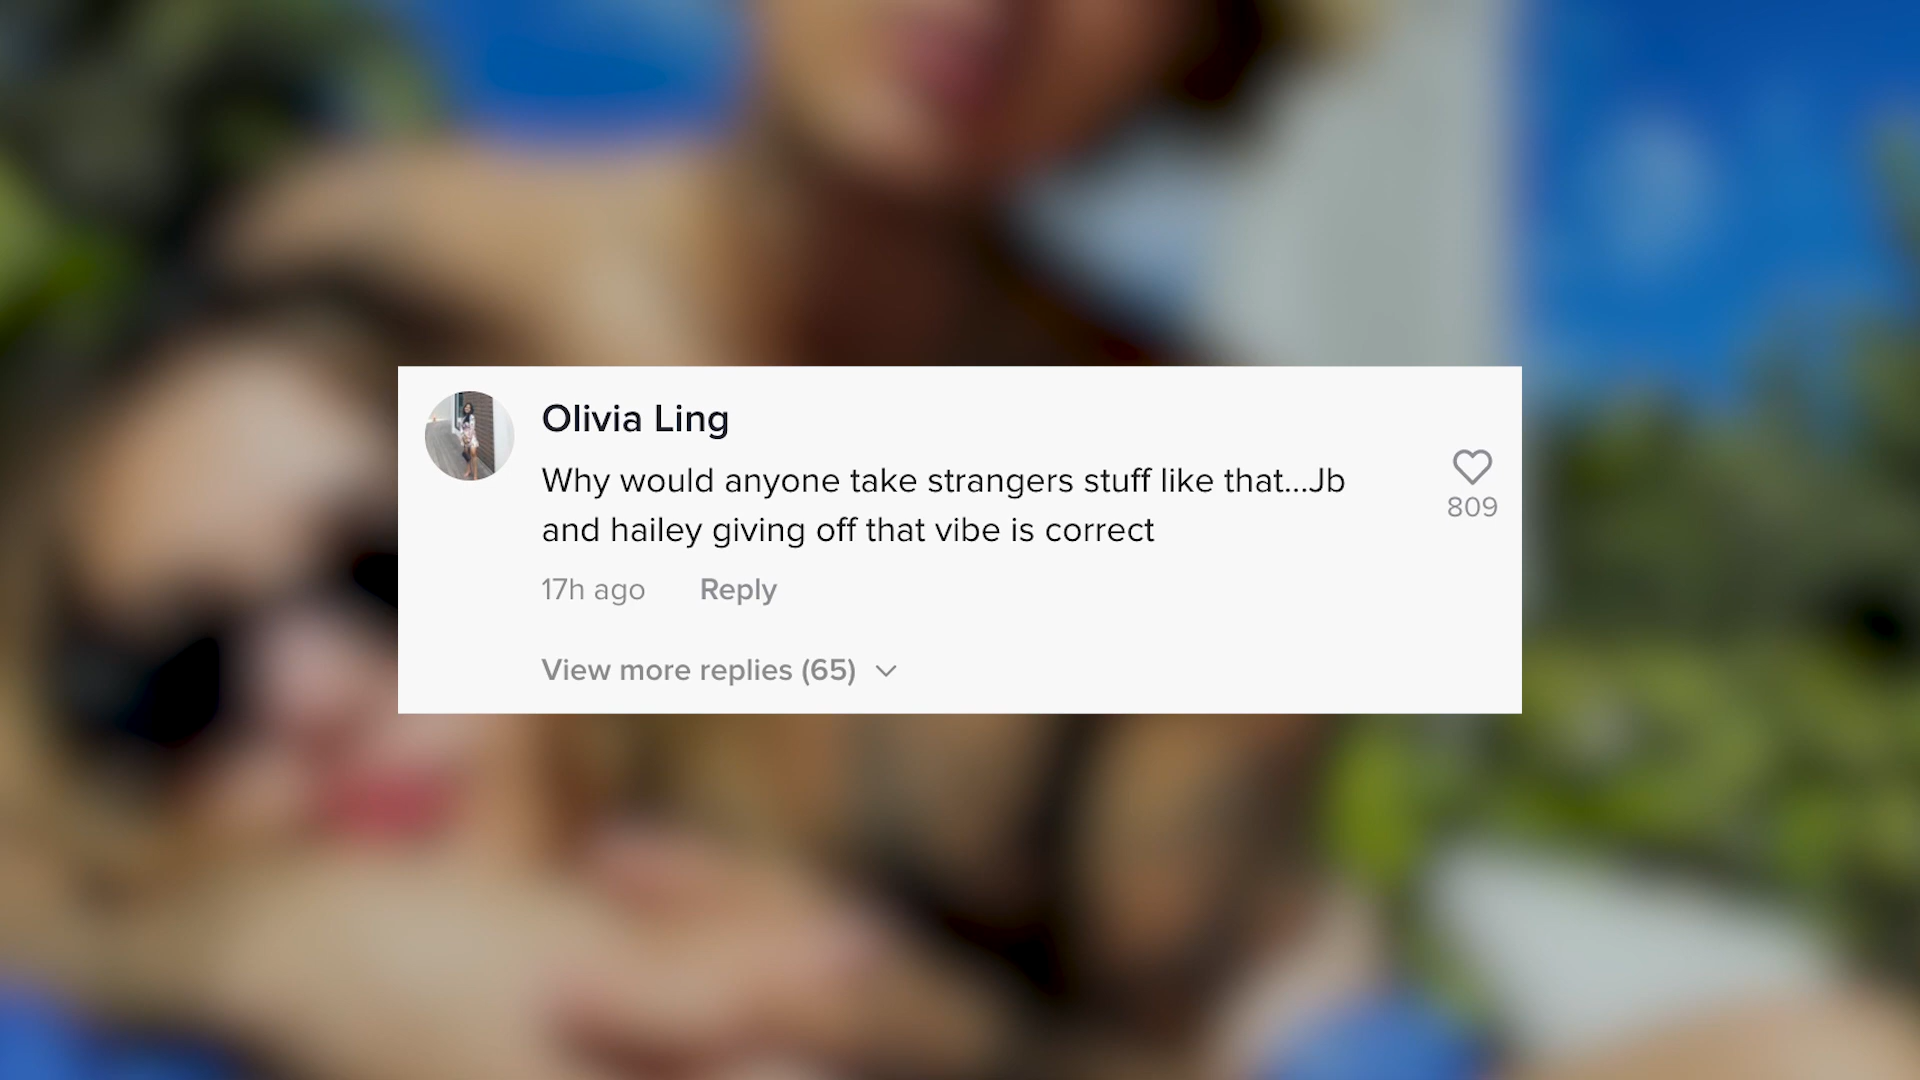 Olivia Ling
Why would anyone take strangers stuff like that...Jb
and hailey giving off that vibe is correct
809
17h ago Reply
View more replies (65)